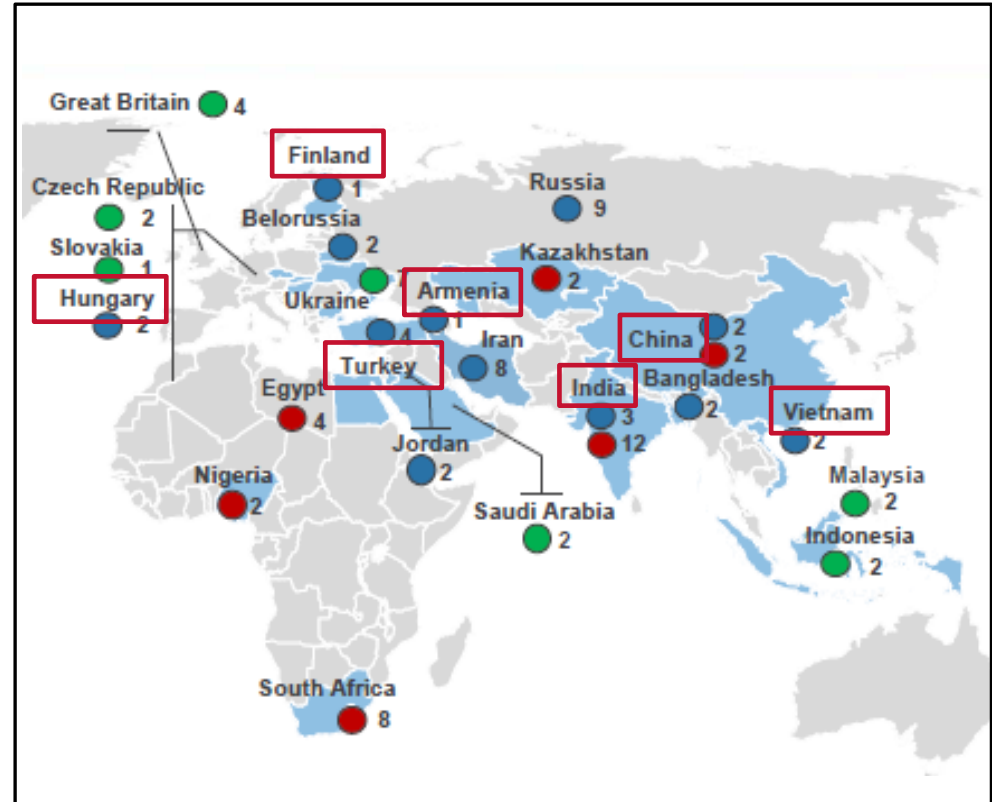 Great Britain 4
Finland
1
Czech Republic
2
Russia
9
Belorussia
2
Slovakia
1
Kazakhstan
2
Hungary
2
Ukraine
7
Armenia
1
4
Iran
8
China
2
2
Turkey
Egypt
4
India
3
12
Bangladesh
2
Vietnam
2
Jordan
2
Nigeria
2
Malaysia
2
Saudi Arabia
2
Indonesia
2
South Africa
8